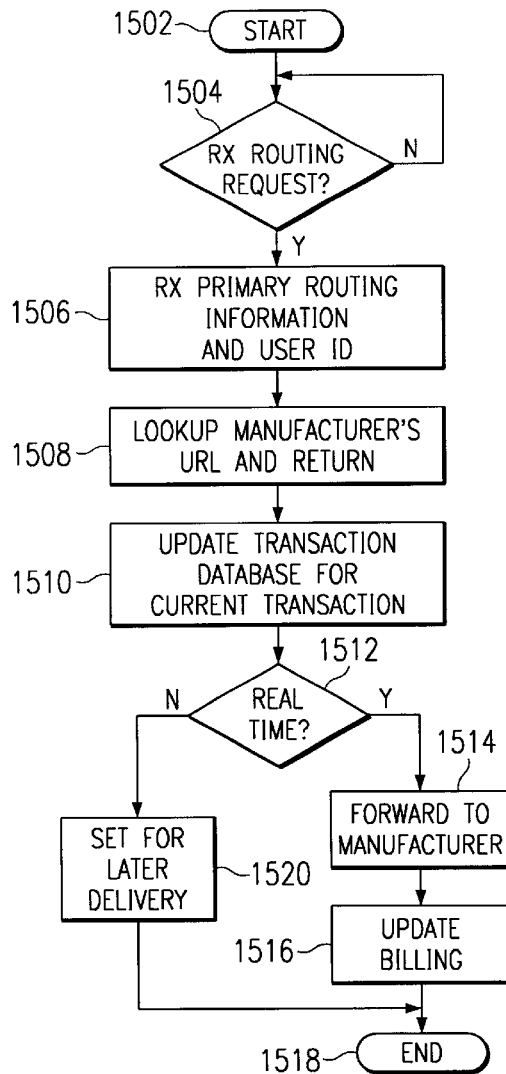 1502
START
1504
RX ROUTING
REQUEST?
N
Y
1506
RX PRIMARY ROUTING
INFORMATION
AND USER ID
1508
LOOKUP MANUFACTURER'S
URL AND RETURN
1510
UPDATE TRANSACTION
DATABASE FOR
CURRENT TRANSACTION
1512
N
REAL
TIME?
Y
1514
FORWARD TO
MANUFACTURER
SET FOR
LATER
DELIVERY
1520
1516
UPDATE
BILLING
1518
END